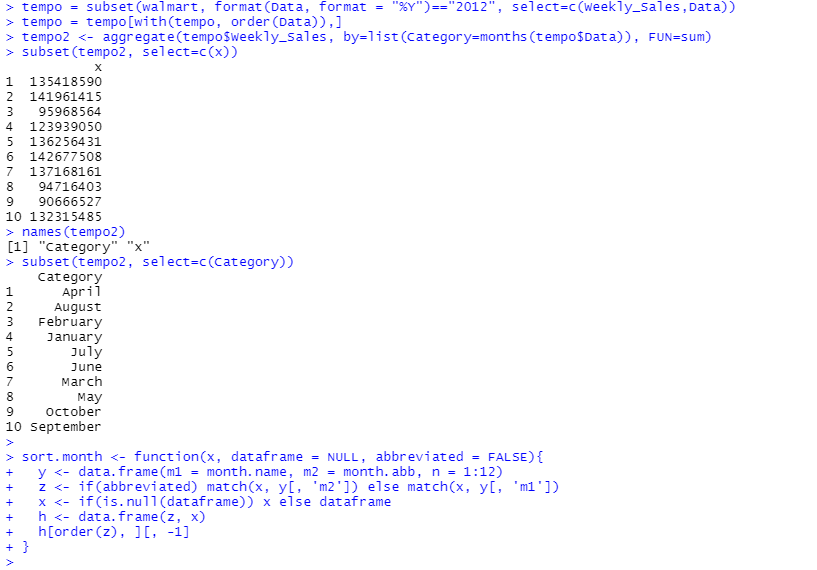 > tempo = subset(walmart, format(Data, format = "%Y")=="2012", select=c(Weekly_Sales,Data))
> tempo = tempo[with(tempo, order(Data)),]
> tempo2 <- aggregate(tempo$Weekly_Sales, by=list(Category=months(tempo$Data)), FUN=sum)
> subset(tempo2, select=c(x))
           x
1  135418590
2  141961415
3   95968564
4  123939050
5  136256431
6  142677508
7  137168161
8   94716403
9   90666527
10 132315485
> names(tempo2)
[1] "Category" "x"
> subset(tempo2, select=c(Category))
    Category
1      April
2     August
3   February
4    January
5       July
6       June
7      March
8        May
9    October
10 September
>
> sort.month <- function(x, dataframe = NULL, abbreviated = FALSE){
+   y <- data.frame(m1 = month.name, m2 = month.abb, n = 1:12)
+   z <- if(abbreviated) match(x, y[, 'm2']) else match(x, y[, 'm1'])
+   x <- if(is.null(dataframe)) x else dataframe
+   h <- data.frame(z, x)
+   h[order(z), ][, -1]
+ }
>